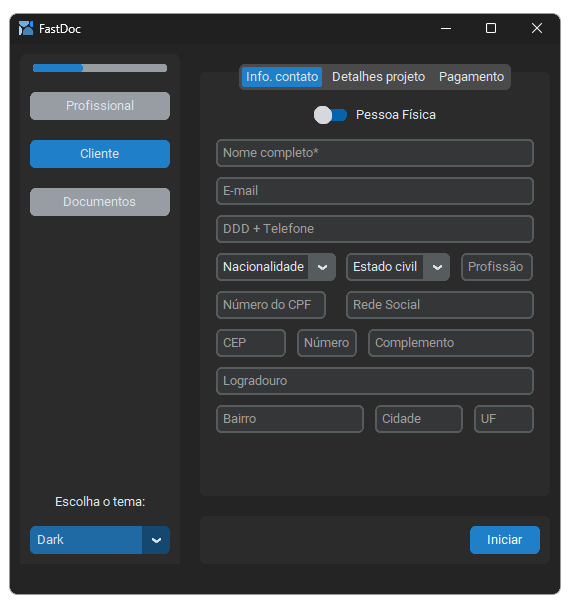 FastDoc
Profissional
Cliente
Documentos
Escolha o tema:
Dark
Info. contato Detalhes projeto Pagamento
Pessoa Física
Nome completo*
E-mail
DDD + Telefone
Nacionalidade Estado civil Profissão
Número do CPF Rede Social
CEP Número Complemento
Logradouro
Bairro Cidade UF
Iniciar